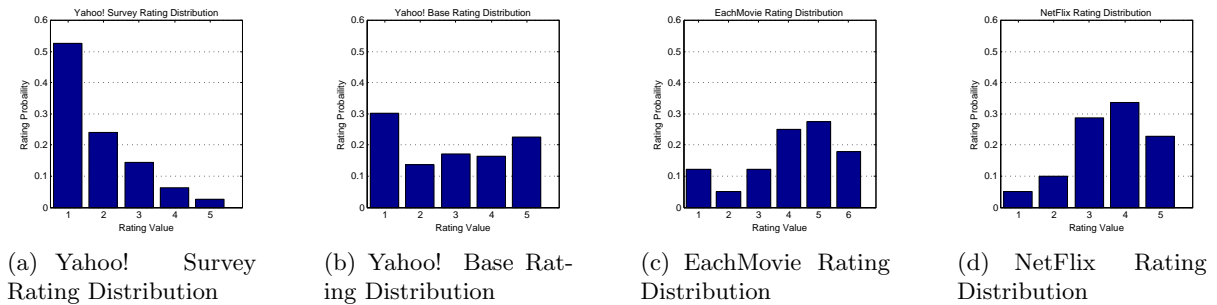 Yahoo! Survey Rating Distribution
0.6
0.5
0.4
0.3
0.2
0.1
0
Rating Probaility
1 2 3 4 5
Rating Value
(a) Yahoo! Survey
Rating Distribution
Yahoo! Base Rating Distribution
0.6
0.5
0.4
0.3
0.2
0.1
0
Rating Probaility
1 2 3 4 5
Rating Value
(b) Yahoo! Base Rat-
ing Distribution
EachMovie Rating Distribution
0.6
0.5
0.4
0.3
0.2
0.1
0
Rating Probaility
1 2 3 4 5 6
Rating Value
(c) EachMovie Rating
Distribution
NetFlix Rating Distribution
0.6
0.5
0.4
0.3
0.2
0.1
0
Rating Probaility
1 2 3 4 5
Rating Value
(d) NetFlix Rating
Distribution